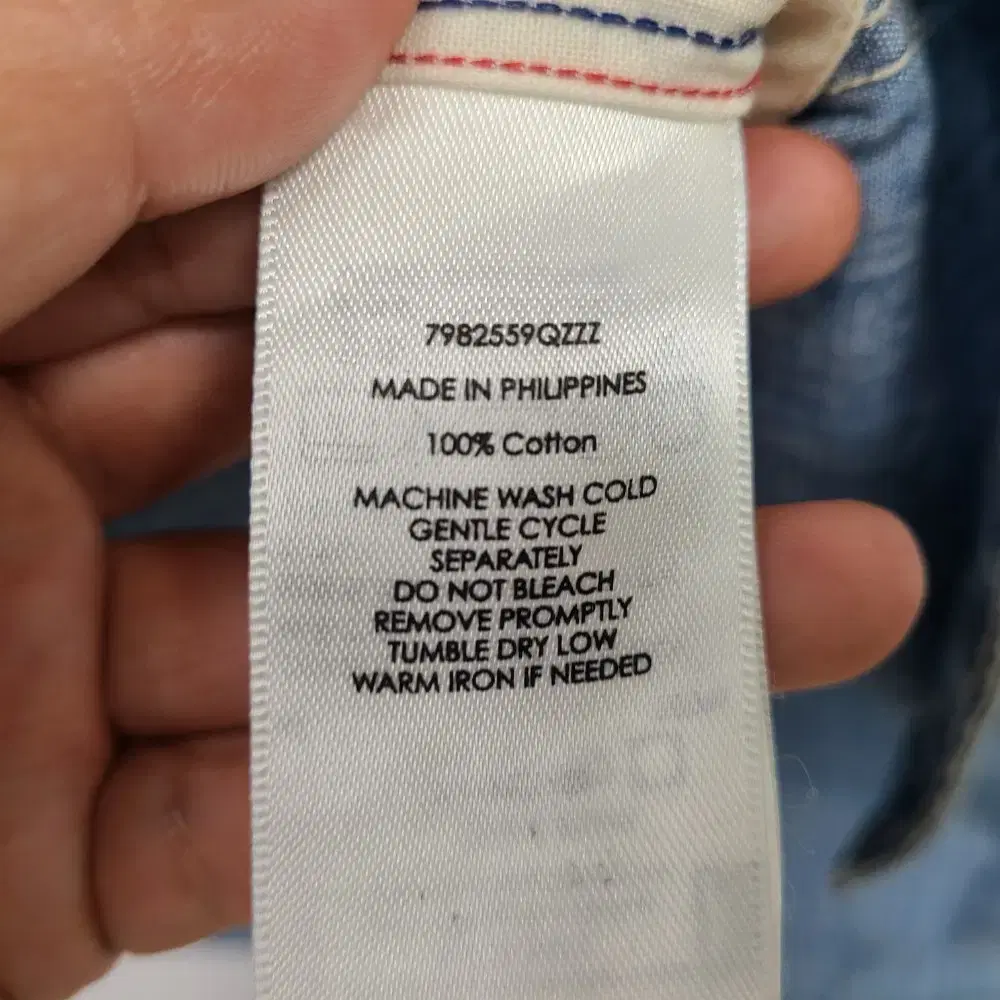 7982559QZZZ
MADE IN PHILIPPINES
100% Cotton
MACHINE WASH COLD
GENTLE CYCLE
SEPARATELY
DO NOT BLEACH
REMOVE PROMPTLY
TUMBLE DRY LOW
WARM IRON IF NEEDED